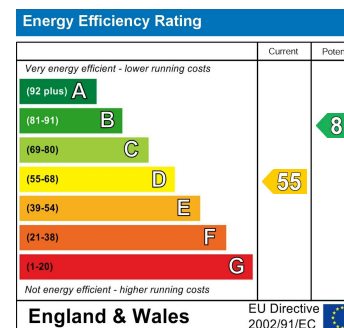 Energy Efficiency Rating
Current
Very energy efficient - lower running costs
(92 plus) A
(81-91) B
(69-80) C
(55-68) D
55
(39-54) E
(21-38) F
(1-20) G
Not energy efficient - higher running costs
England & Wales
EU Directive
2002/91/EC